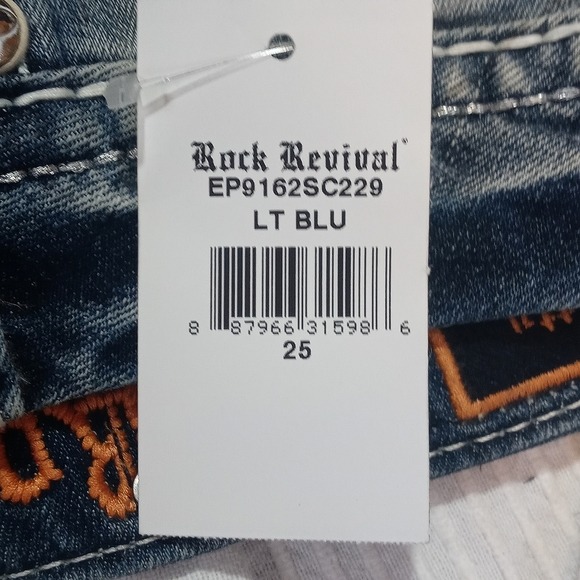 Rock Revival
EP9162SC229
LT BLU
8 87966 31598 6
25
R